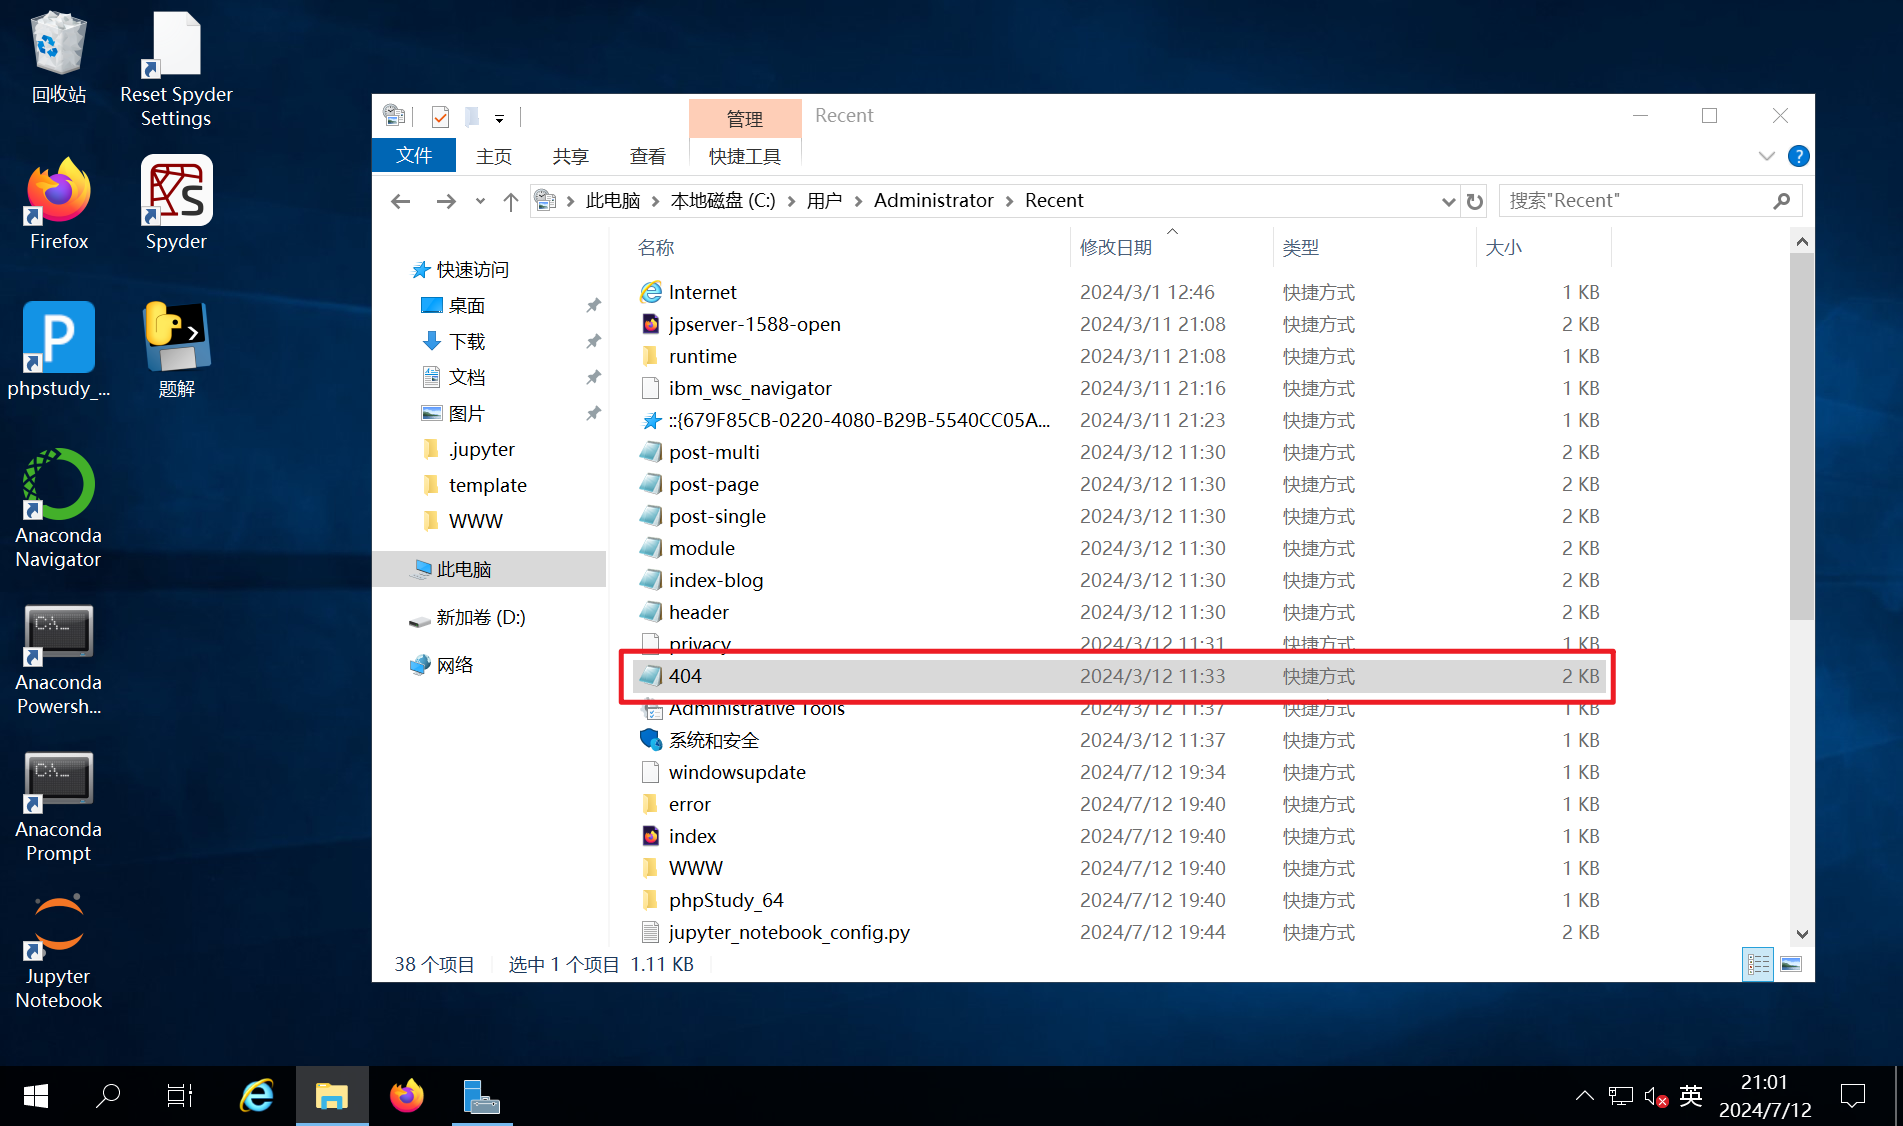 回收站
Reset Spyder
Settings
Firefox
Spyder
phpstudy_...
题解
Anaconda
Navigator
Anaconda
Powersh...
Anaconda
Prompt
Jupyter
Notebook
管理
Recent
文件
主页
共享
查看
快捷工具
此电脑
本地磁盘 (C:)
用户
Administrator
Recent
搜索"Recent"
快速访问
桌面
下载
文档
图片
.jupyter
template
WWW
此电脑
新加卷 (D:)
网络
名称 修改日期 类型 大小
Internet 2024/3/1 12:46 快捷方式 1 KB
jpserver-1588-open 2024/3/11 21:08 快捷方式 2 KB
runtime 2024/3/11 21:08 快捷方式 1 KB
ibm_wsc_navigator 2024/3/11 21:16 快捷方式 1 KB
::{679F85CB-0220-4080-B29B-5540CC05A... 2024/3/11 21:23 快捷方式 1 KB
post-multi 2024/3/12 11:30 快捷方式 2 KB
post-page 2024/3/12 11:30 快捷方式 2 KB
post-single 2024/3/12 11:30 快捷方式 2 KB
module 2024/3/12 11:30 快捷方式 2 KB
index-blog 2024/3/12 11:30 快捷方式 2 KB
header 2024/3/12 11:30 快捷方式 2 KB
privacy 2024/3/12 11:31 快捷方式 1 KB
404 2024/3/12 11:33 快捷方式 2 KB
Administrative Tools 2024/3/12 11:37 快捷方式 1 KB
系统和安全 2024/3/12 11:37 快捷方式 1 KB
windowsupdate 2024/7/12 19:34 快捷方式 1 KB
error 2024/7/12 19:40 快捷方式 1 KB
index 2024/7/12 19:40 快捷方式 1 KB
WWW 2024/7/12 19:40 快捷方式 1 KB
phpStudy_64 2024/7/12 19:40 快捷方式 1 KB
jupyter_notebook_config.py 2024/7/12 19:44 快捷方式 2 KB
38 个项目 选中 1 个项目 1.11 KB
英
21:01
2024/7/12